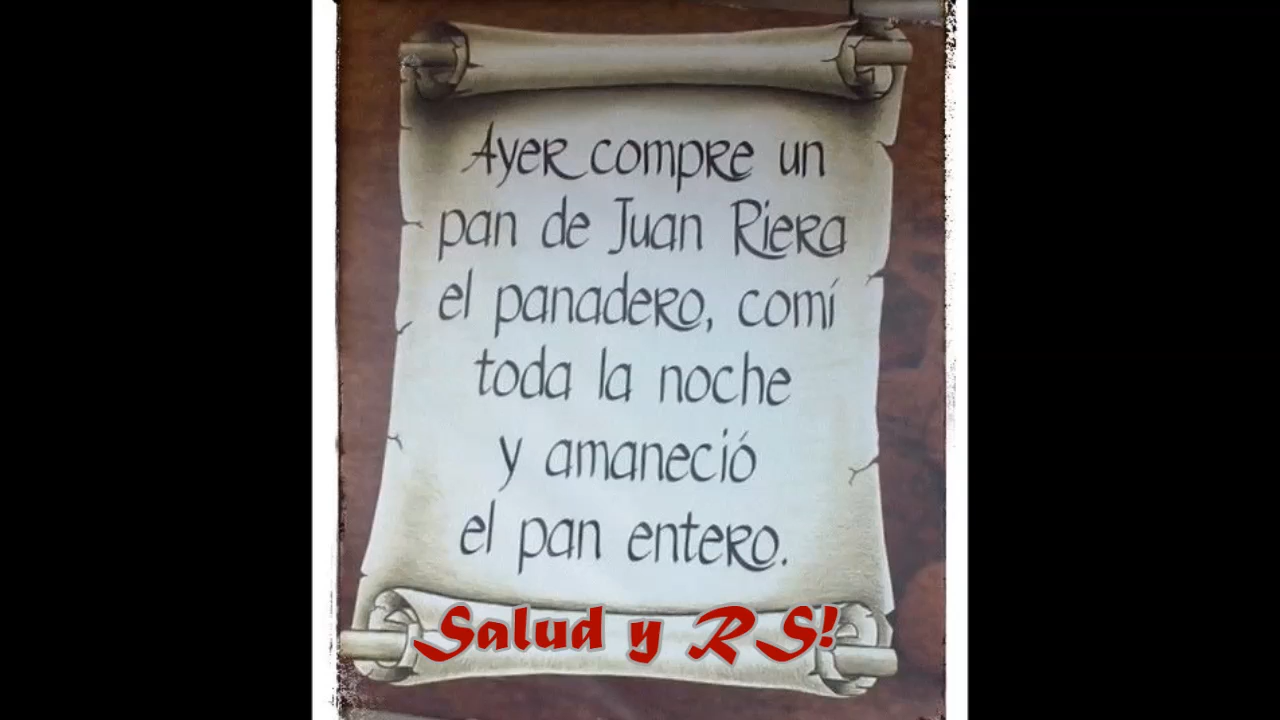 Ayer compre un
pan de Juan Riera
el panadero, comí
toda la noche
y amaneció
el pan entero.
Salud y RS!